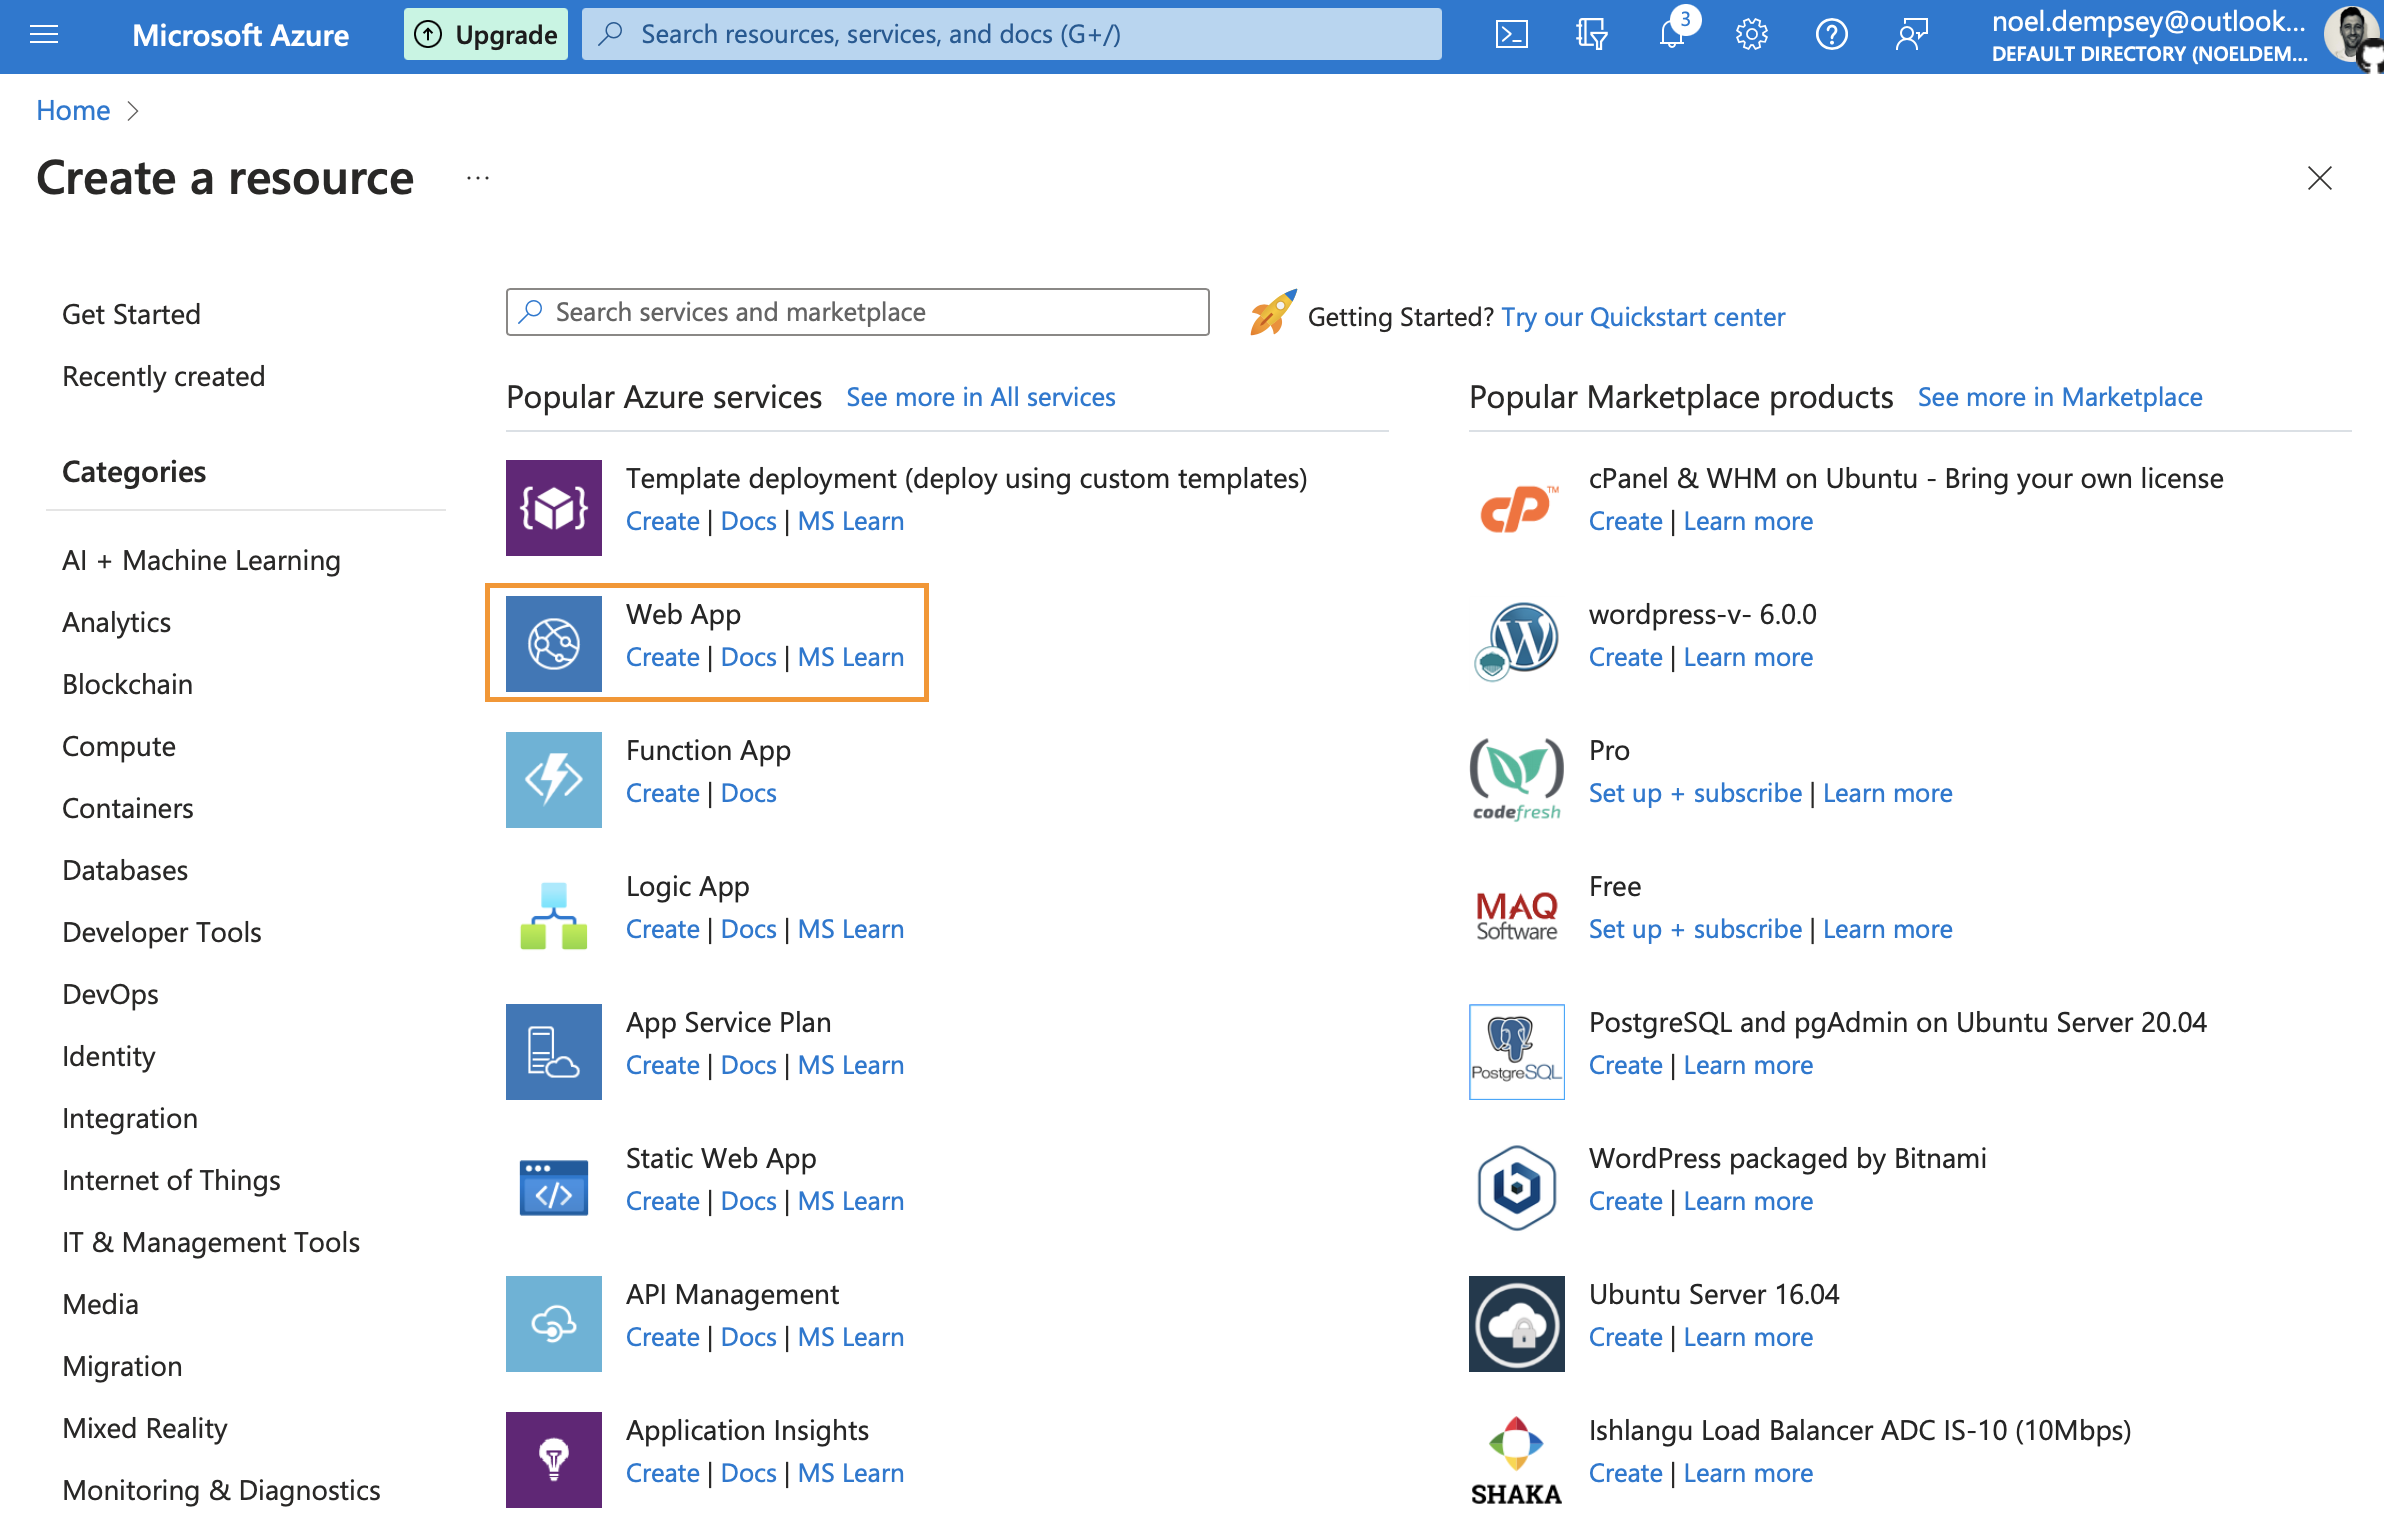 Microsoft Azure
Upgrade
Search resources, services, and docs (G+/)
3
noel.dempsey@outlook...
DEFAULT DIRECTORY (NOELDEM...
Home
Create a resource
...
Get Started
Recently created
Categories
AI + Machine Learning
Analytics
Blockchain
Compute
Containers
Databases
Developer Tools
DevOps
Identity
Integration
Internet of Things
IT & Management Tools
Media
Migration
Mixed Reality
Monitoring & Diagnostics
Search services and marketplace
Getting Started? Try our Quickstart center
Popular Azure services See more in All services
Template deployment (deploy using custom templates)
Create | Docs | MS Learn
Web App
Create | Docs | MS Learn
Function App
Create | Docs
Logic App
Create | Docs | MS Learn
App Service Plan
Create | Docs | MS Learn
Static Web App
Create | Docs | MS Learn
API Management
Create | Docs | MS Learn
Application Insights
Create | Docs | MS Learn
Popular Marketplace products See more in Marketplace
cP™
cPanel & WHM on Ubuntu - Bring your own license
Create | Learn more
W
wordpress-v- 6.0.0
Create | Learn more
codefresh
Pro
Set up + subscribe | Learn more
MAQ
Software
Free
Set up + subscribe | Learn more
PostgreSQL
PostgreSQL and pgAdmin on Ubuntu Server 20.04
Create | Learn more
b
WordPress packaged by Bitnami
Create | Learn more
Ubuntu Server 16.04
Create | Learn more
SHAKA
Ishlangu Load Balancer ADC IS-10 (10Mbps)
Create | Learn more